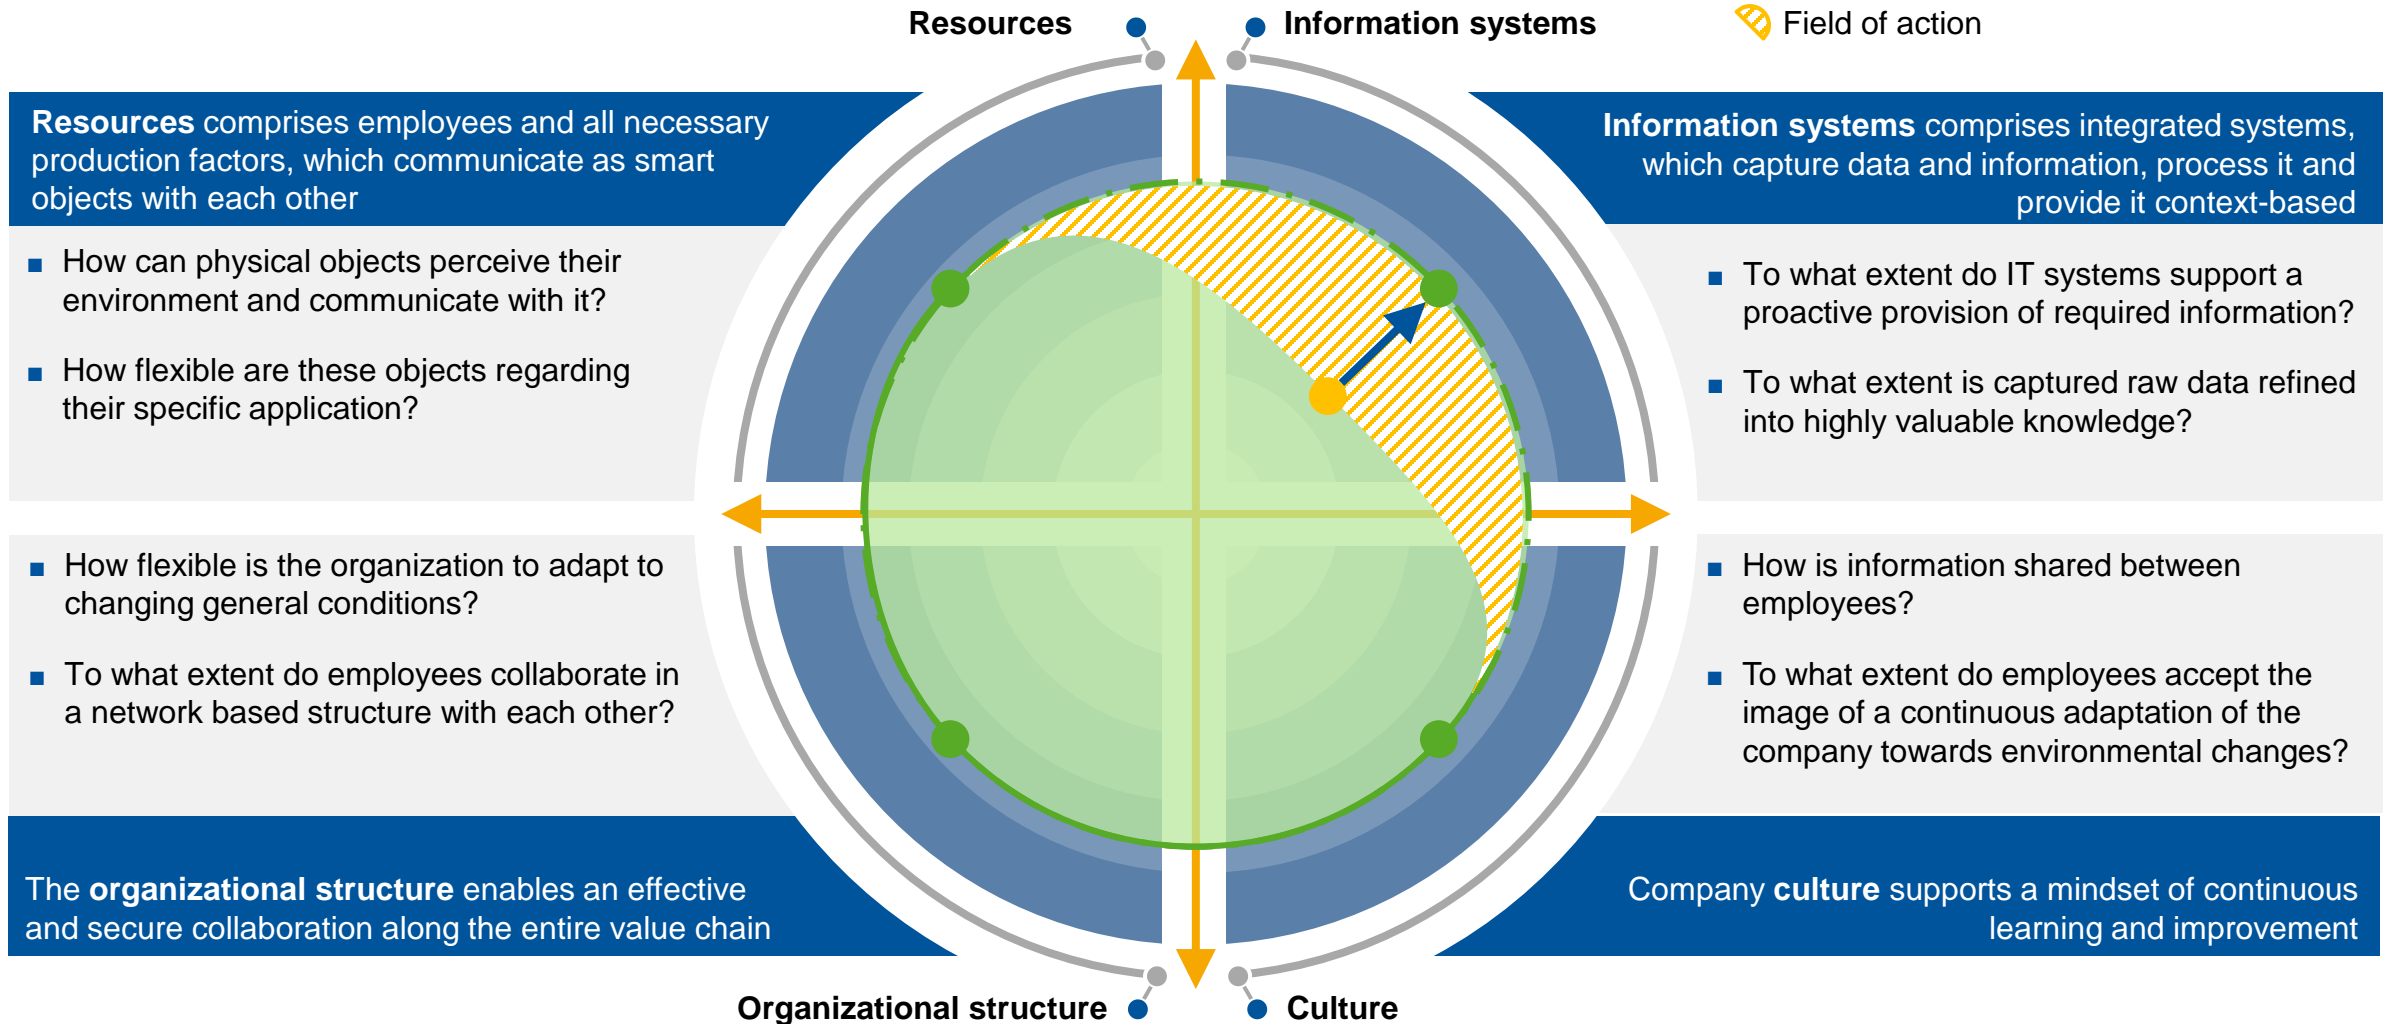 Resources
Information systems
Field of action
Resources comprises employees and all necessary
production factors, which communicate as smart
objects with each other
Information systems comprises integrated systems,
which capture data and information, process it and
provide it context-based
■ How can physical objects perceive their
environment and communicate with it?
■ How flexible are these objects regarding
their specific application?
■ To what extent do IT systems support a
proactive provision of required information?
■ To what extent is captured raw data refined
into highly valuable knowledge?
■ How flexible is the organization to adapt to
changing general conditions?
■ To what extent do employees collaborate in
a network based structure with each other?
■ How is information shared between
employees?
■ To what extent do employees accept the
image of a continuous adaptation of the
company towards environmental changes?
The organizational structure enables an effective
and secure collaboration along the entire value chain
Company culture supports a mindset of continuous
learning and improvement
Organizational structure
Culture